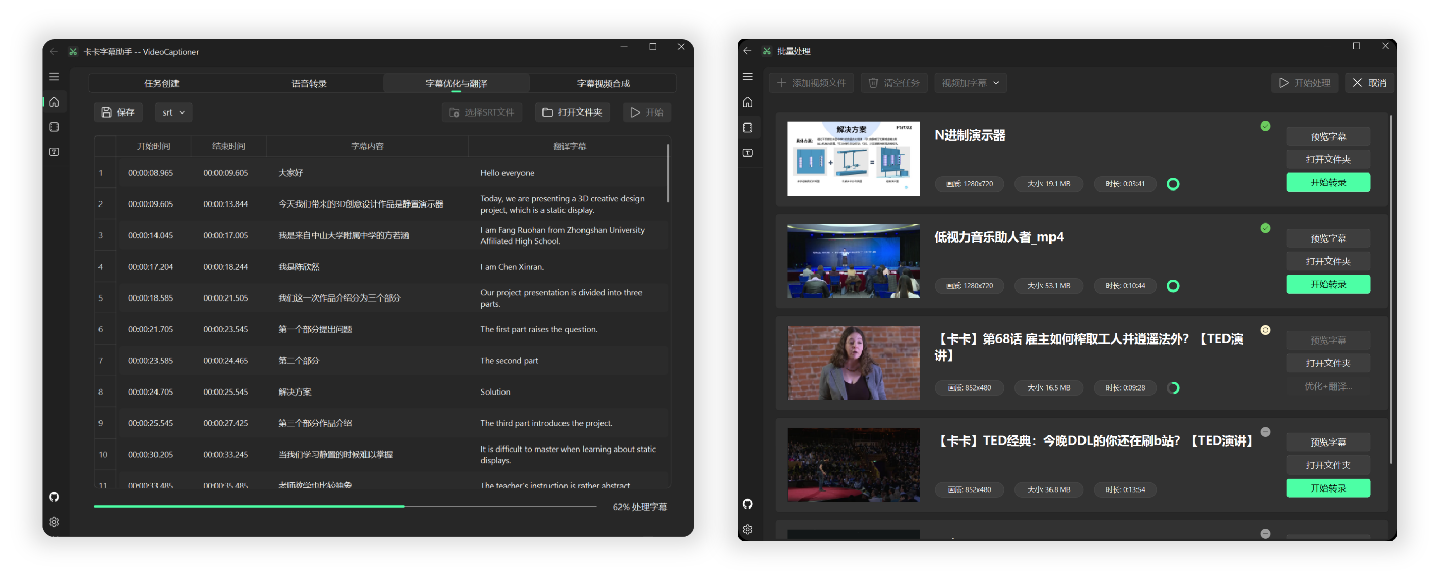 卡卡字幕助手 -- VideoCaptioner
任务创建 语音转录 字幕优化与翻译 字幕视频合成
保存 srt 选择SRT文件 打开文件夹 开始
开始时间 结束时间 字幕内容 翻译字幕
1 00:00:08.965 00:00:09.605 大家好 Hello everyone
2 00:00:09.605 00:00:13.844 今天我们带来的3D创意设计作品是静置演示器 Today, we are presenting a 3D creative design
project, which is a static display.
3 00:00:14.045 00:00:17.005 我是来自中山大学附属中学的方若涵 I am Fang Ruohan from Zhongshan University
Affiliated High School.
4 00:00:17.204 00:00:18.244 我是陈欣然 I am Chen Xinran.
5 00:00:18.585 00:00:21.505 我们这一次作品介绍分为三个部分 Our project presentation is divided into three
parts.
6 00:00:21.705 00:00:23.545 第一个部分提出问题 The first part raises the question.
7 00:00:23.585 00:00:24.465 第二个部分 The second part
8 00:00:24.705 00:00:25.545 解决方案 Solution
9 00:00:25.545 00:00:27.425 第三个部分作品介绍 The third part introduces the project.
10 00:00:30.205 00:00:33.245 当我们学习静置的时候难以掌握 It is difficult to master when learning about static
displays.
11 00:00:33.485 00:00:35.485 老师教学中比较抽象 The teacher's instruction is rather abstract
62% 处理字幕
批量处理
添加视频文件 清空任务 视频加字幕 开始处理 取消
解决方案
N进制演示器
画质: 1280x720 大小: 19.1 MB 时长: 0:03:41
预览字幕
打开文件夹
开始转录
低视力音乐助人者_mp4
画质: 1280x720 大小: 53.1 MB 时长: 0:10:44
预览字幕
打开文件夹
开始转录
【卡卡】第68话 雇主如何榨取工人并逍遥法外？【TED演
讲】
画质: 852x480 大小: 16.5 MB 时长: 0:09:28
预览字幕
打开文件夹
优化+翻译...
【卡卡】TED经典：今晚DDL的你还在刷b站？【TED演讲】
画质: 852x480 大小: 36.8 MB 时长: 0:13:54
预览字幕
打开文件夹
开始转录